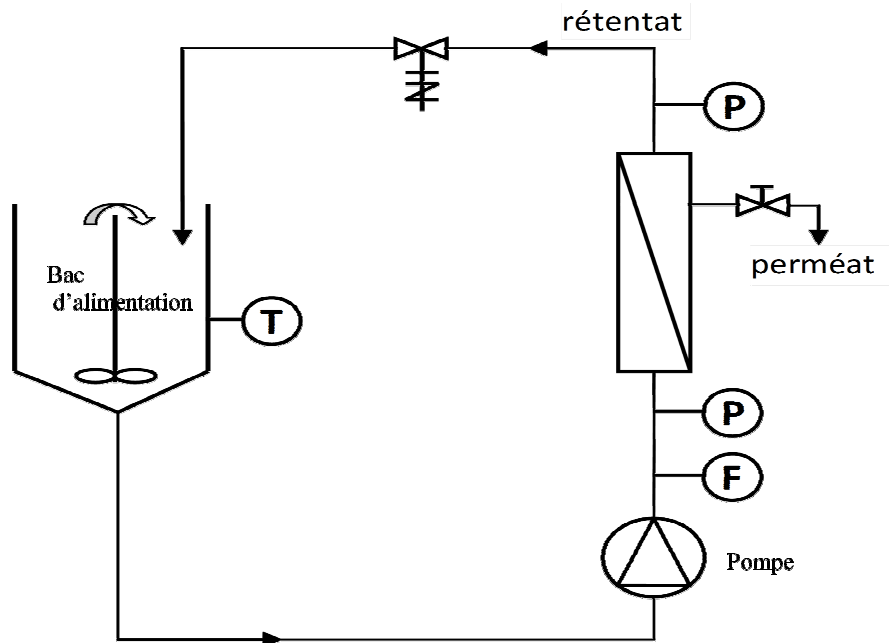 rétentat
P
perméat
Bac
d'alimentation
T
P
F
Pompe